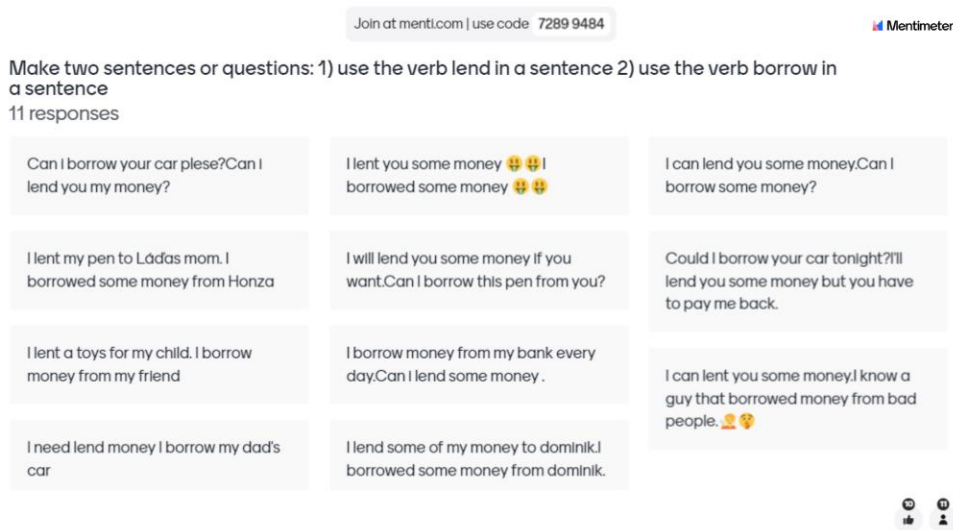 Join at menti.com | use code 7289 9484
Mentimeter
Make two sentences or questions: 1) use the verb lend in a sentence 2) use the verb borrow in
a sentence
11 responses
Can I borrow your car plese?Can I
lend you my money?
I lent my pen to Láďas mom. I
borrowed some money from Honza
I lent a toys for my child. I borrow
money from my friend
I need lend money I borrow my dad's
car
I lent you some money 🤑🤑I
borrowed some money 🤑🤑
I will lend you some money if you
want.Can I borrow this pen from you?
I borrow money from my bank every
day.Can i lend some money .
I lend some of my money to dominik.I
borrowed some money from dominik.
I can lend you some money.Can I
borrow some money?
Could I borrow your car tonight?I'll
lend you some money but you have
to pay me back.
I can lent you some money.I know a
guy that borrowed money from bad
people.
10
11